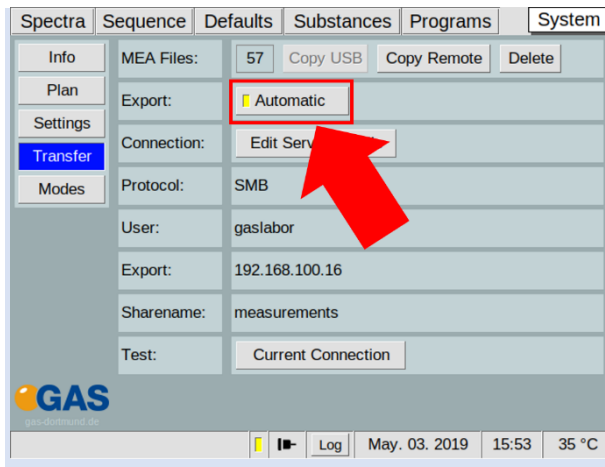 Spectra Sequence Defaults Substances Programs System
Info
Plan
Settings
Transfer
Modes
MEA Files: 57 Copy USB Copy Remote Delete
Export: Automatic
Connection: Edit
Protocol: SMB
User: gaslabor
Export: 192.168.100.16
Sharename: measurements
Test: Current Connection
GAS
gas-dortmund.de
Log May. 03. 2019 15:53 35 °C